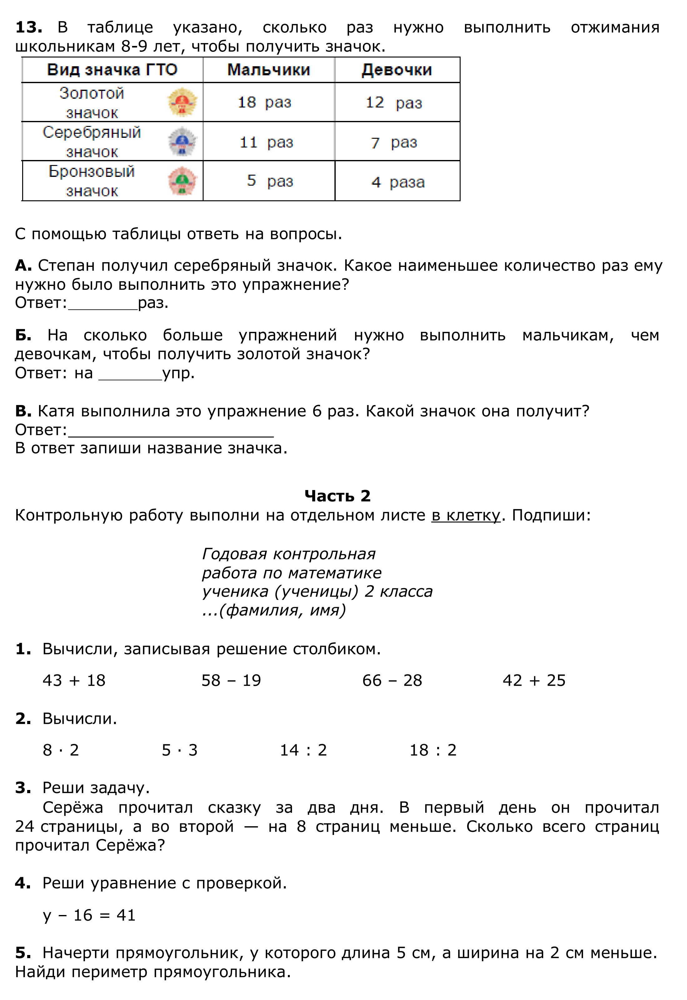 13. В таблице указано, сколько раз нужно выполнить отжимания
школьникам 8-9 лет, чтобы получить значок.
Вид значка ГТО Мальчики Девочки
Золотой
значок 18 раз 12 раз
Серебряный
значок 11 раз 7 раз
Бронзовый
значок 5 раз 4 раза
С помощью таблицы ответь на вопросы.
А. Степан получил серебряный значок. Какое наименьшее количество раз ему
нужно было выполнить это упражнение?
Ответ:________раз.
Б. На сколько больше упражнений нужно выполнить мальчикам, чем
девочкам, чтобы получить золотой значок?
Ответ: на _______упр.
В. Катя выполнила это упражнение 6 раз. Какой значок она получит?
Ответ:_______________________
В ответ запиши название значка.
Часть 2
Контрольную работу выполни на отдельном листе в клетку. Подпиши:
Годовая контрольная
работа по математике
ученика (ученицы) 2 класса
...(фамилия, имя)
1. Вычисли, записывая решение столбиком.
43 + 18 58 – 19 66 – 28 42 + 25
2. Вычисли.
8 · 2 5 · 3 14 : 2 18 : 2
3. Реши задачу.
Серёжа прочитал сказку за два дня. В первый день он прочитал
24 страницы, а во второй — на 8 страниц меньше. Сколько всего страниц
прочитал Серёжа?
4. Реши уравнение с проверкой.
у – 16 = 41
5. Начерти прямоугольник, у которого длина 5 см, а ширина на 2 см меньше.
Найди периметр прямоугольника.